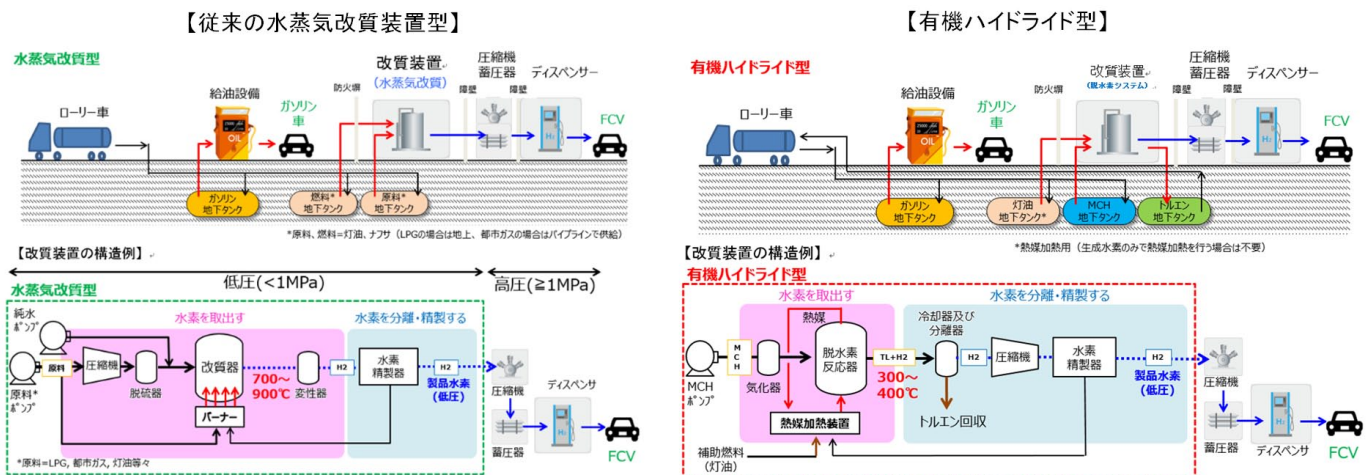 【従来の水蒸気改質装置型】
水蒸気改質型
ローリー車
給油設備
OIL
ガソリン
車
防火塀
改質装置
(水蒸気改質)
障壁
圧縮機
蓄圧器
障壁
ディスペンサー
H₂
FCV
ガソリン
地下タンク
燃料*
地下タンク
原料*
地下タンク
*原料、燃料=灯油、ナフサ（LPGの場合は地上、都市ガスの場合はパイプラインで供給）
【改質装置の構造例】
低圧(<1MPa)
高圧(≧1MPa)
水蒸気改質型
水素を取出す
水素を分離・精製する
純水
ポンプ
原料*
ポンプ
原料
圧縮機
脱硫器
改質器
バーナー
700～
900℃
変性器
H2
水素
精製器
H2
製品水素
(低圧)
圧縮機
蓄圧器
ディスペンサ
H₂
FCV
*原料=LPG, 都市ガス, 灯油等々
【有機ハイドライド型】
有機ハイドライド型
ローリー車
給油設備
OIL
ガソリン
車
防火塀
改質装置
(脱水素システム)
障壁
圧縮機
蓄圧器
障壁
ディスペンサー
H₂
FCV
ガソリン
地下タンク
灯油
地下タンク*
MCH
地下タンク
トルエン
地下タンク
*熱媒加熱用（生成水素のみで熱媒加熱を行う場合は不要）
【改質装置の構造例】
有機ハイドライド型
水素を取出す
水素を分離・精製する
MCH
ポンプ
M
C
H
気化器
熱媒
脱水素
反応器
熱媒加熱装置
補助燃料
(灯油)
TL+H2
300～
400℃
冷却器及び
分離器
トルエン回収
H2
圧縮機
水素
精製器
H2
製品水素
(低圧)
圧縮機
蓄圧器
ディスペンサ
H₂
FCV